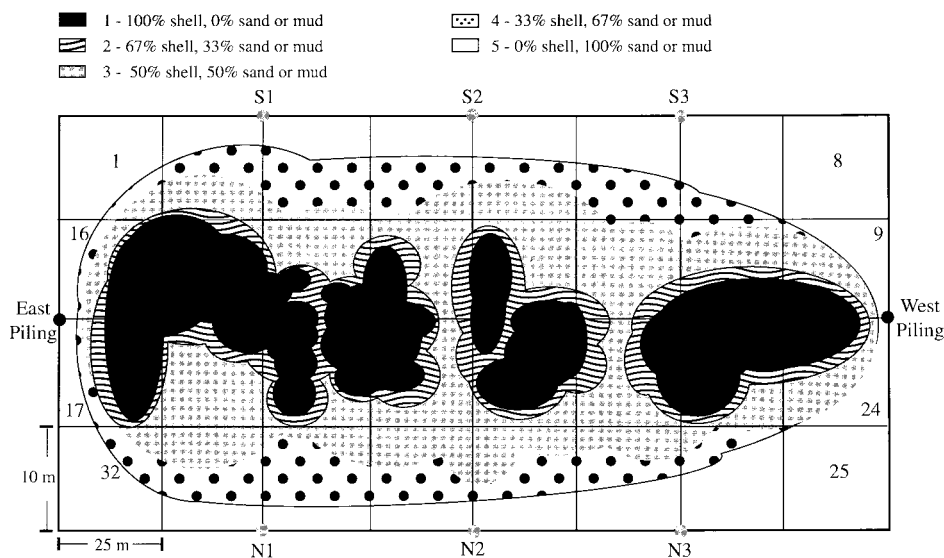 1 - 100% shell, 0% sand or mud
2 - 67% shell, 33% sand or mud
3 - 50% shell, 50% sand or mud
4 - 33% shell, 67% sand or mud
5 - 0% shell, 100% sand or mud
S1 S2 S3
1 8
16 9
East
Piling
West
Piling
17 24
32 25
10 m
25 m
N1 N2 N3